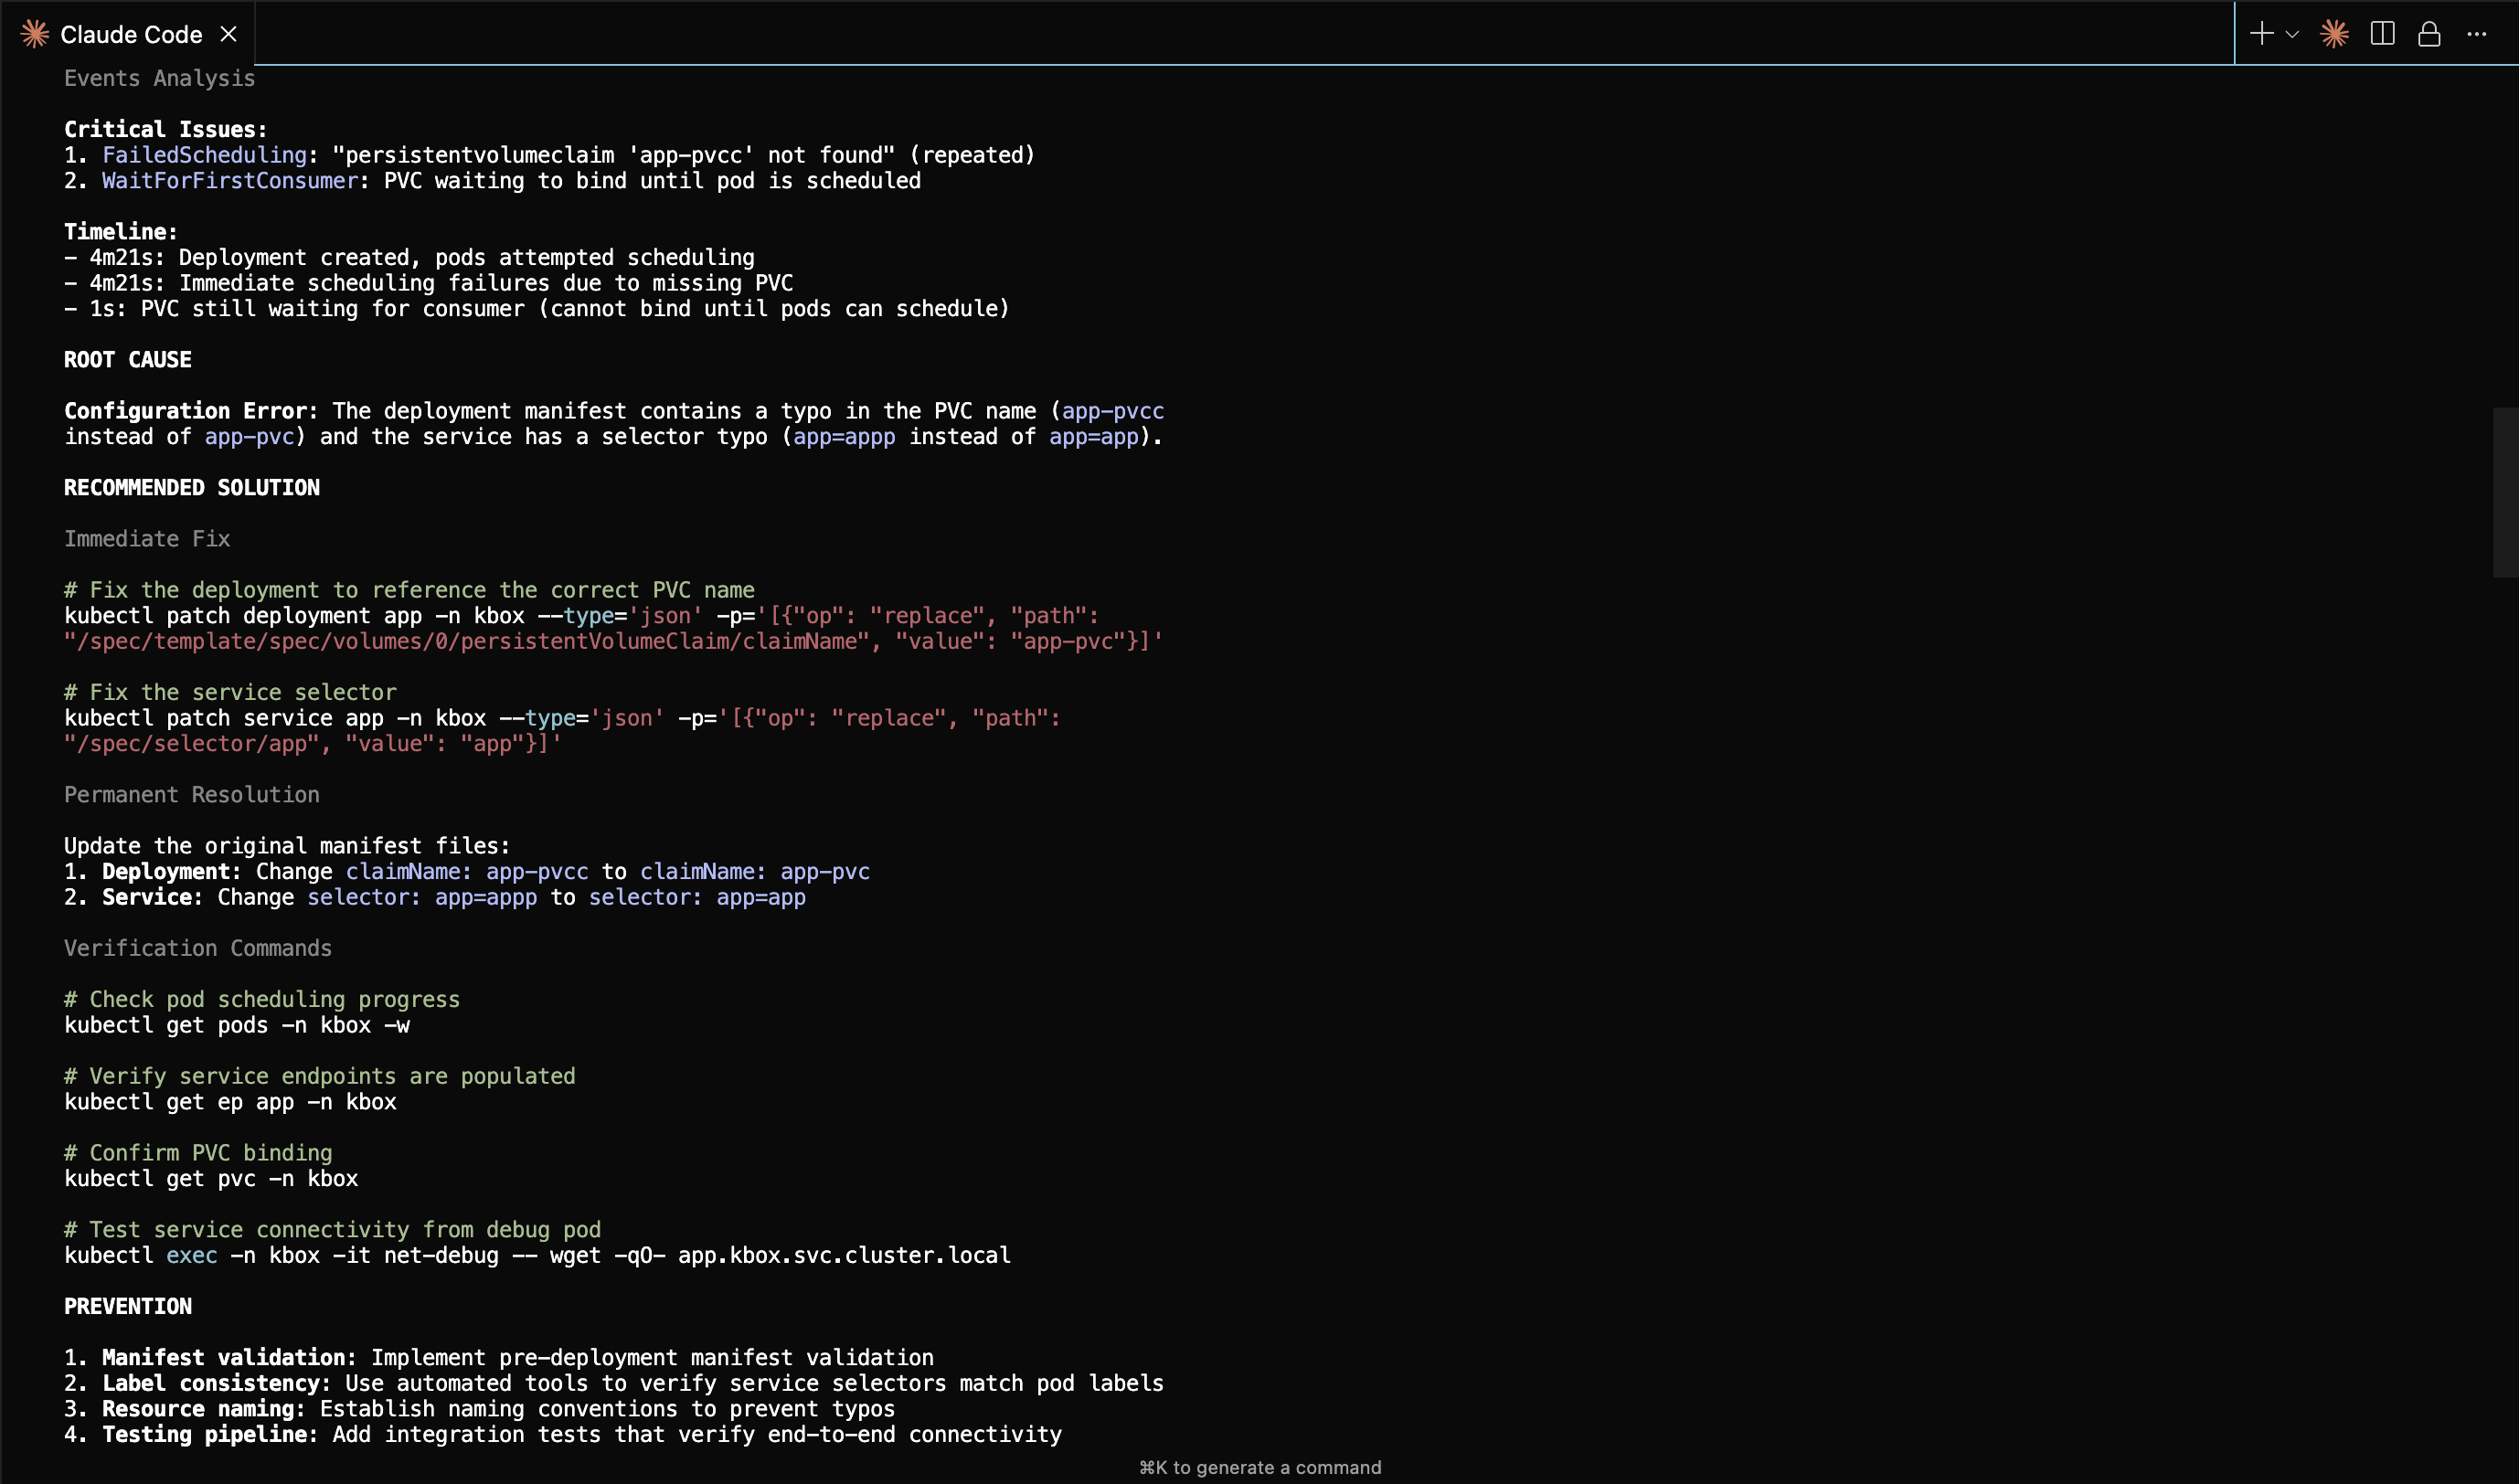 Claude Code
Events Analysis
Critical Issues:
1. FailedScheduling: "persistentvolumeclaim 'app-pvcc' not found" (repeated)
2. WaitForFirstConsumer: PVC waiting to bind until pod is scheduled
Timeline:
- 4m21s: Deployment created, pods attempted scheduling
- 4m21s: Immediate scheduling failures due to missing PVC
- 1s: PVC still waiting for consumer (cannot bind until pods can schedule)
ROOT CAUSE
Configuration Error: The deployment manifest contains a typo in the PVC name (app-pvcc
instead of app-pvc) and the service has a selector typo (app=appp instead of app=app).
RECOMMENDED SOLUTION
Immediate Fix
# Fix the deployment to reference the correct PVC name
kubectl patch deployment app -n kbox --type='json' -p='[{"op": "replace", "path":
"/spec/template/spec/volumes/0/persistentVolumeClaim/claimName", "value": "app-pvc"}]'
# Fix the service selector
kubectl patch service app -n kbox --type='json' -p='[{"op": "replace", "path":
"/spec/selector/app", "value": "app"}]'
Permanent Resolution
Update the original manifest files:
1. Deployment: Change claimName: app-pvcc to claimName: app-pvc
2. Service: Change selector: app=appp to selector: app=app
Verification Commands
# Check pod scheduling progress
kubectl get pods -n kbox -w
# Verify service endpoints are populated
kubectl get ep app -n kbox
# Confirm PVC binding
kubectl get pvc -n kbox
# Test service connectivity from debug pod
kubectl exec -n kbox -it net-debug -- wget -qO- app.kbox.svc.cluster.local
PREVENTION
1. Manifest validation: Implement pre-deployment manifest validation
2. Label consistency: Use automated tools to verify service selectors match pod labels
3. Resource naming: Establish naming conventions to prevent typos
4. Testing pipeline: Add integration tests that verify end-to-end connectivity
⌘K to generate a command